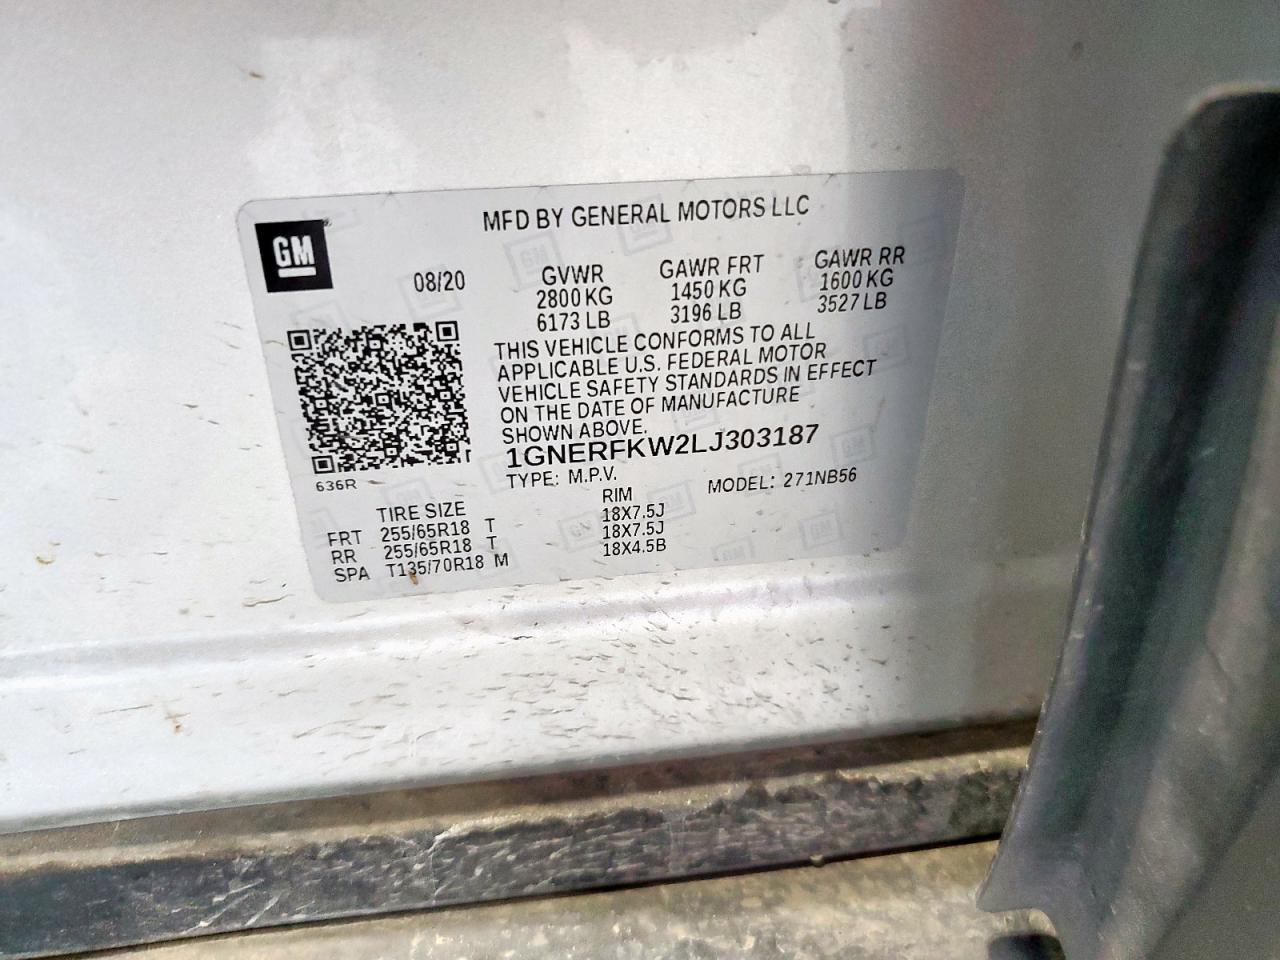 MFD BY GENERAL MOTORS LLC
GM
08/20
GVWR GAWR FRT GAWR RR
2800 KG 1450 KG 1600 KG
6173 LB 3196 LB 3527 LB
THIS VEHICLE CONFORMS TO ALL
APPLICABLE U.S. FEDERAL MOTOR
VEHICLE SAFETY STANDARDS IN EFFECT
ON THE DATE OF MANUFACTURE
SHOWN ABOVE.
1GNERFKW2LJ303187
636R
TYPE: M.P.V. MODEL: 271NB56
TIRE SIZE RIM
FRT 255/65R18 T 18X7.5J
RR 255/65R18 T 18X7.5J
SPA T135/70R18 M 18X4.5B